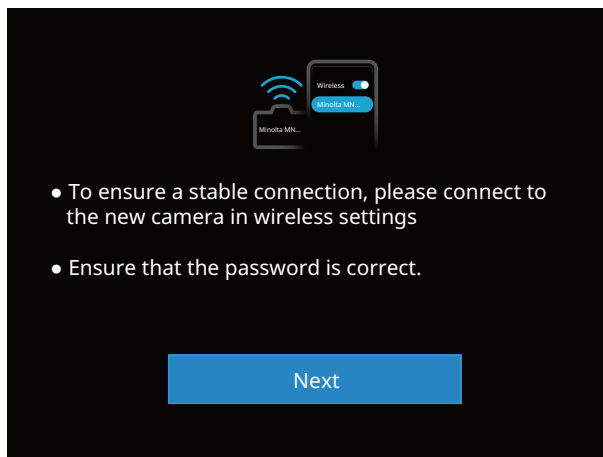 Wireless
Minolta MN...
Minolta MN...
● To ensure a stable connection, please connect to
the new camera in wireless settings
● Ensure that the password is correct.
Next